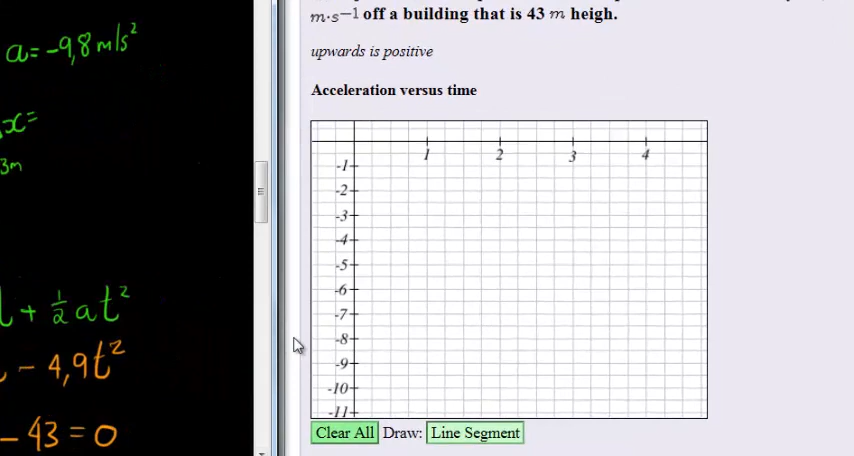 a = -9,8 m/s²
x =
3m
+ ½ a t²
- 4,9t²
- 43 = 0
m·s−1 off a building that is 43 m heigh.
upwards is positive
Acceleration versus time
1 2 3 4
-1
-2
-3
-4
-5
-6
-7
-8
-9
-10
-11
Clear All Draw: Line Segment